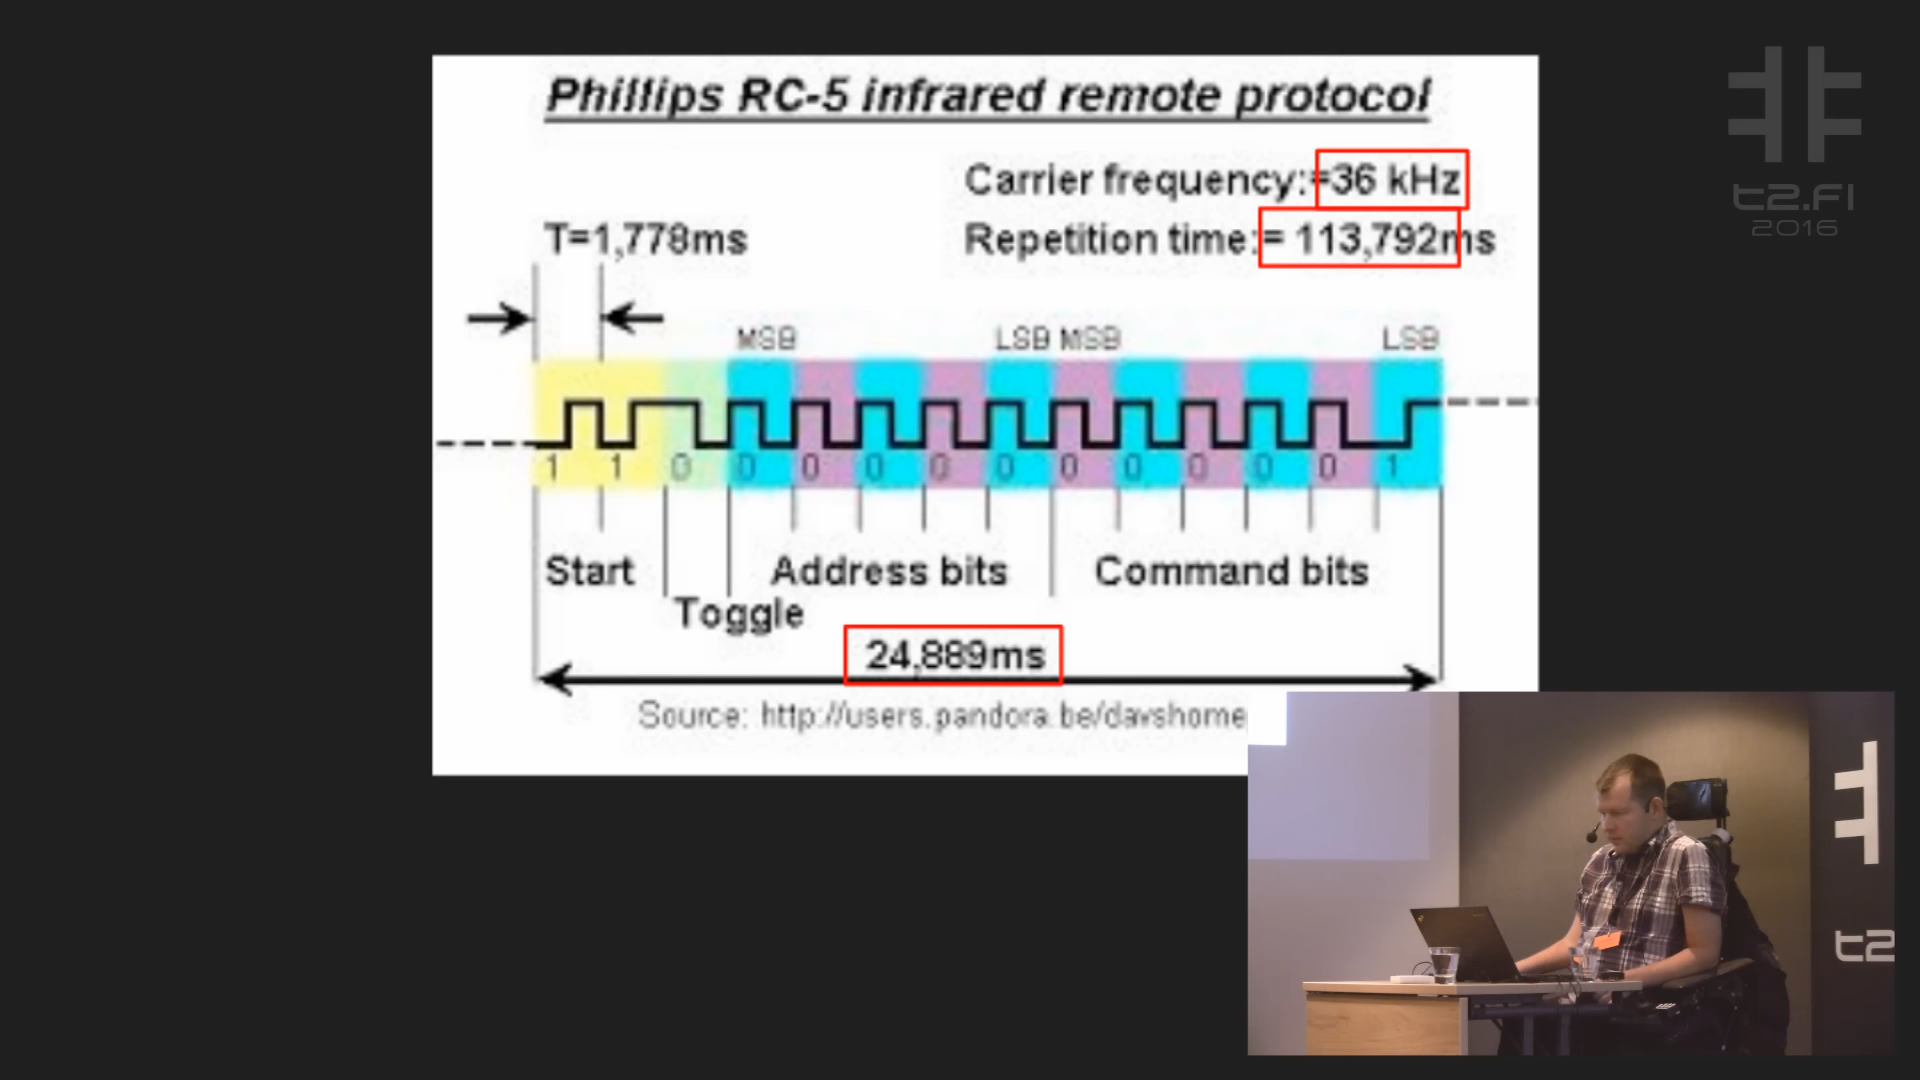 Phillips RC-5 infrared remote protocol
Carrier frequency:=36 kHz
T=1,778ms
Repetition time:= 113,792ms
MSB LSB MSB LSB
1 1 0 0 0 0 0 0 0 0 0 0 0 1
Start
Address bits
Command bits
Toggle
24,889ms
Source: http://users.pandora.be/davshome
t2.FI
2016
t2